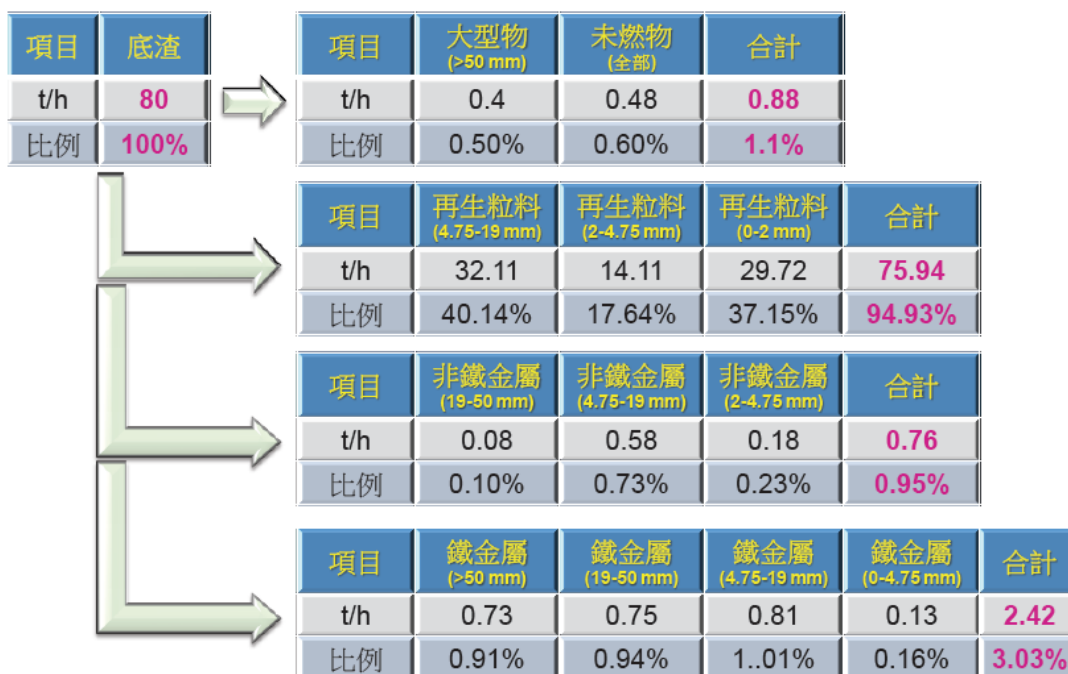 項目 底渣
t/h 80
比例 100%
項目 大型物 (>50 mm) 未燃物 (全部) 合計
t/h 0.4 0.48 0.88
比例 0.50% 0.60% 1.1%
項目 再生粒料 (4.75-19 mm) 再生粒料 (2-4.75 mm) 再生粒料 (0-2 mm) 合計
t/h 32.11 14.11 29.72 75.94
比例 40.14% 17.64% 37.15% 94.93%
項目 非鐵金屬 (19-50 mm) 非鐵金屬 (4.75-19 mm) 非鐵金屬 (2-4.75 mm) 合計
t/h 0.08 0.58 0.18 0.76
比例 0.10% 0.73% 0.23% 0.95%
項目 鐵金屬 (>50 mm) 鐵金屬 (19-50 mm) 鐵金屬 (4.75-19 mm) 鐵金屬 (0-4.75 mm) 合計
t/h 0.73 0.75 0.81 0.13 2.42
比例 0.91% 0.94% 1..01% 0.16% 3.03%